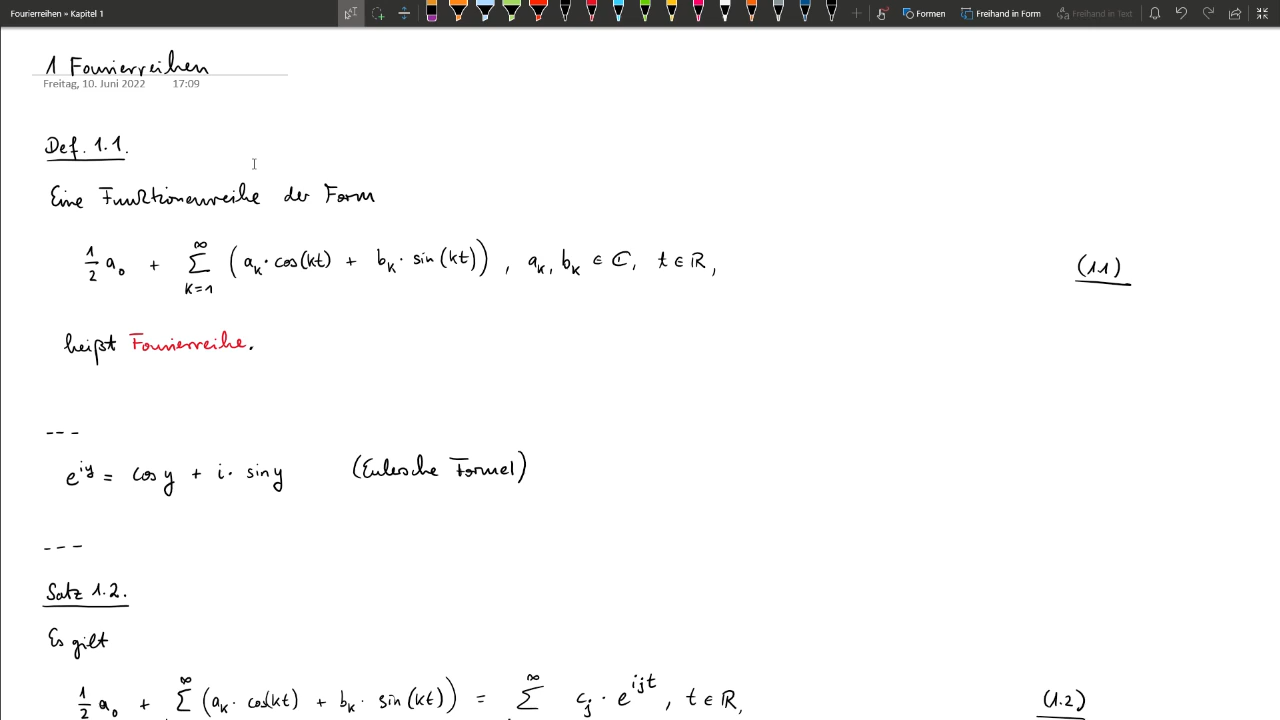 Fourierreihen » Kapitel 1
Formen
Freihand in Form
Freihand in Text
1 Fourierreihen
Freitag, 10. Juni 2022 17:09
Def. 1.1.
Eine Funktionenreihe der Form
1/2 a₀ + ∑_{k=1}^{∞} (aₖ · cos(kt) + bₖ · sin(kt)), aₖ, bₖ ∈ ℂ, t ∈ ℝ, (1.1)
heißt Fourierreihe.
---
e^{iy} = cos y + i · sin y (Eulersche Formel)
---
Satz 1.2.
Es gilt
1/2 a₀ + ∑^{∞} (aₖ · cos(kt) + bₖ · sin(kt)) = ∑^{∞} c_j · e^{ijt}, t ∈ ℝ, (1.2)